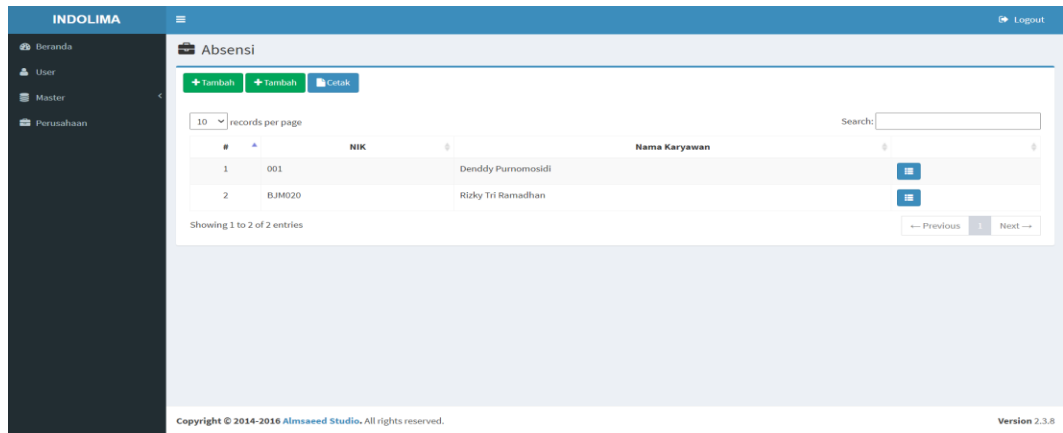 INDOLIMA
Logout
Beranda
User
Master
Perusahaan
Absensi
Tambah Tambah Cetak
10 records per page Search:
# NIK Nama Karyawan
1 001 Denddy Purnomosidi
2 BJM020 Rizky Tri Ramadhan
Showing 1 to 2 of 2 entries ← Previous 1 Next →
Copyright © 2014-2016 Almsaeed Studio. All rights reserved. Version 2.3.8